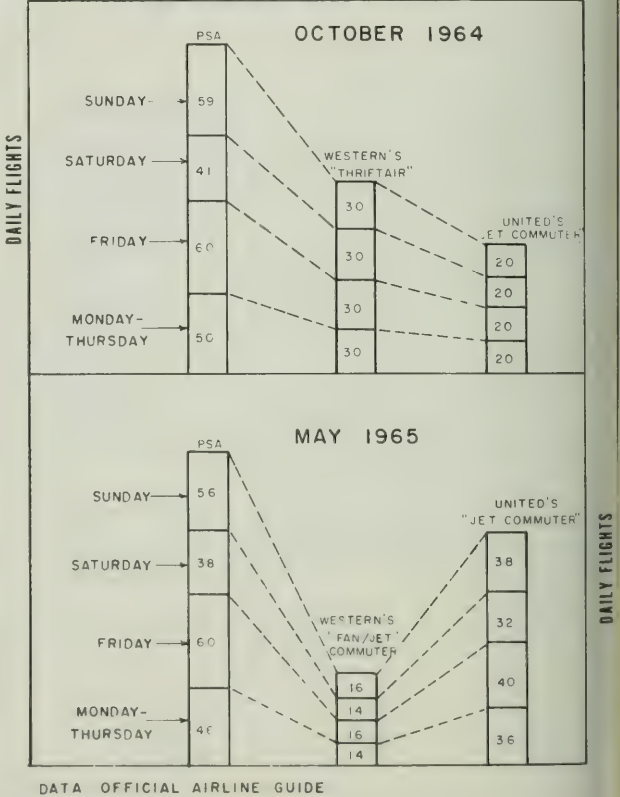 OCTOBER 1964
DAILY FLIGHTS
PSA
WESTERN'S
"THRIFTAIR"
UNITED'S
COMMUTER"
SUNDAY- 59 30 20
SATURDAY 41 30 20
FRIDAY 60 30 20
MONDAY-
THURSDAY 50 30 20
MAY 1965
DAILY FLIGHTS
PSA
WESTERN'S
"FAN/JET"
COMMUTER
UNITED'S
"JET COMMUTER"
SUNDAY 56 16 38
SATURDAY 38 14 32
FRIDAY 60 16 40
MONDAY-
THURSDAY 14 36
DATA OFFICIAL AIRLINE GUIDE